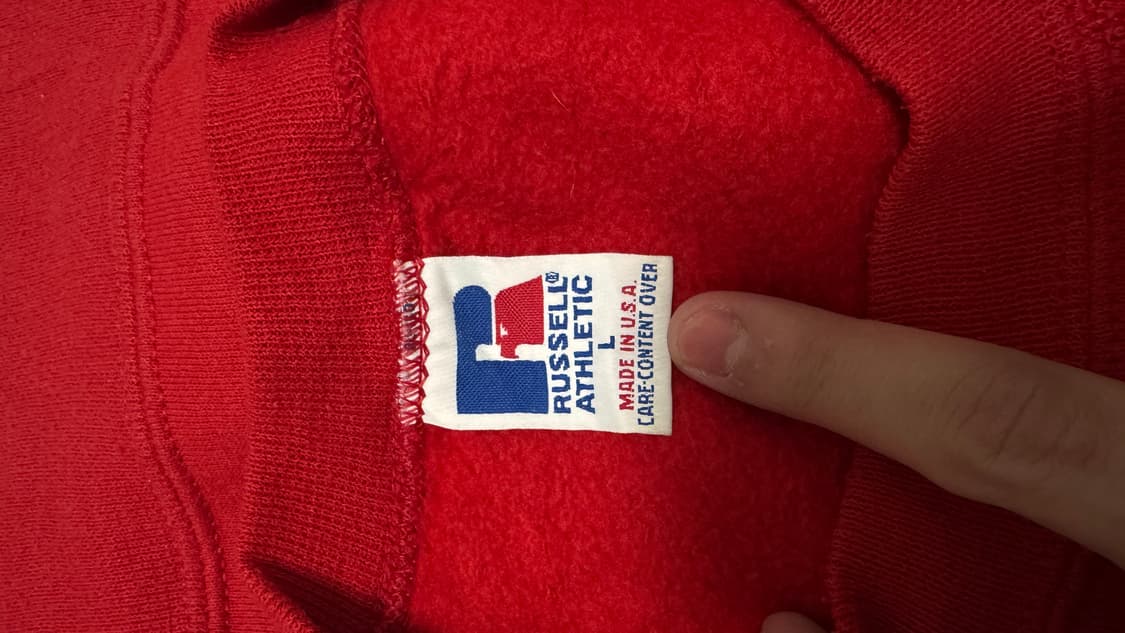 RUSSELL®
ATHLETIC
L
MADE IN U.S.A.
CARE-CONTENT OVER